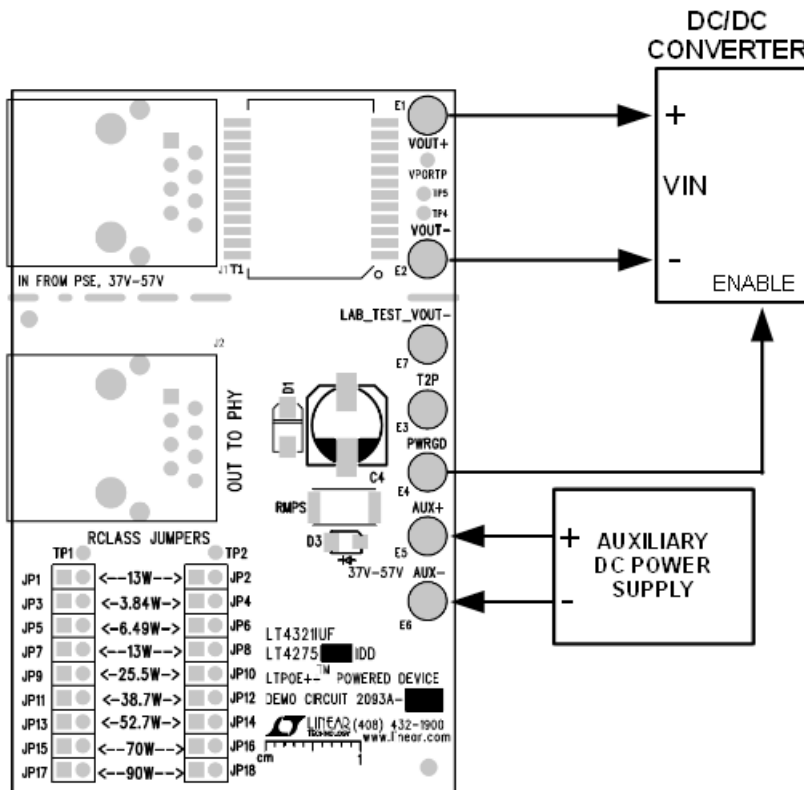 DC/DC
CONVERTER
E1
VOUT+
+
VPORTP
TP5
VIN
TP4
VOUT-
-
J1 T1
E2
ENABLE
IN FROM PSE, 37V-57V
LAB_TEST_VOUT-
J2
E7
T2P
D1
OUT TO PHY
E3
PWRGD
C4
E4
RMPS
AUX+
+
AUXILIARY
DC POWER
SUPPLY
-
RCLASS JUMPERS
D3
E5
TP1
TP2
37V-57V
AUX-
E6
JP1 <--13W--> JP2
JP3 <-3.84W-> JP4
JP5 <-6.49W-> JP6
JP7 <--13W--> JP8
JP9 <-25.5W-> JP10
JP11 <-38.7W-> JP12
JP13 <-52.7W-> JP14
JP15 <--70W--> JP16
JP17 <--90W--> JP18
LT4321IUF
LT4275 IDD
LTPOE+-™ POWERED DEVICE
DEMO CIRCUIT 2093A-
LINEAR TECHNOLOGY (408) 432-1900
www.linear.com
cm 1